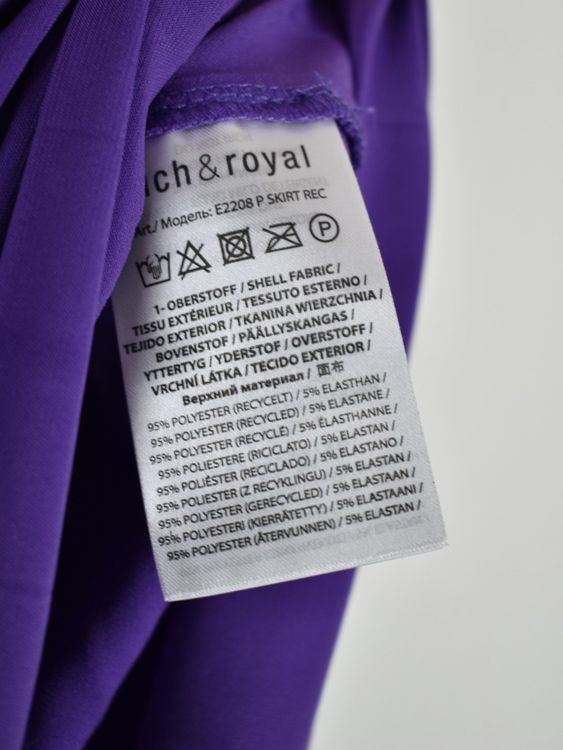 ich&royal
Art./ Модель: E2208 P SKIRT REC
P
1- OBERSTOFF / SHELL FABRIC /
TISSU EXTÉRIEUR / TESSUTO ESTERNO /
TEJIDO EXTERIOR / TKANINA WIERZCHNIA /
BOVENSTOF / PÄÄLLYSKANGAS /
YTTERTYG / YDERSTOF / OVERSTOFF /
VRCHNÍ LÁTKA / TECIDO EXTERIOR /
Верхний материал / 面布
95% POLYESTER (RECYCELT) / 5% ELASTHAN /
95% POLYESTER (RECYCLED) / 5% ELASTANE /
95% POLYESTER (RECYCLÉ) / 5% ÉLASTHANNE /
95% POLIESTERE (RICICLATO) / 5% ELASTAN /
95% POLIÉSTER (RECICLADO) / 5% ELASTANO /
95% POLIESTER (Z RECYKLINGU) / 5% ELASTAN /
95% POLYESTER (GERECYCLED) / 5% ELASTAAN /
95% POLYESTERI (KIERRÄTETTY) / 5% ELASTAANI /
95% POLYESTER (ÅTERVUNNEN) / 5% ELASTAN /